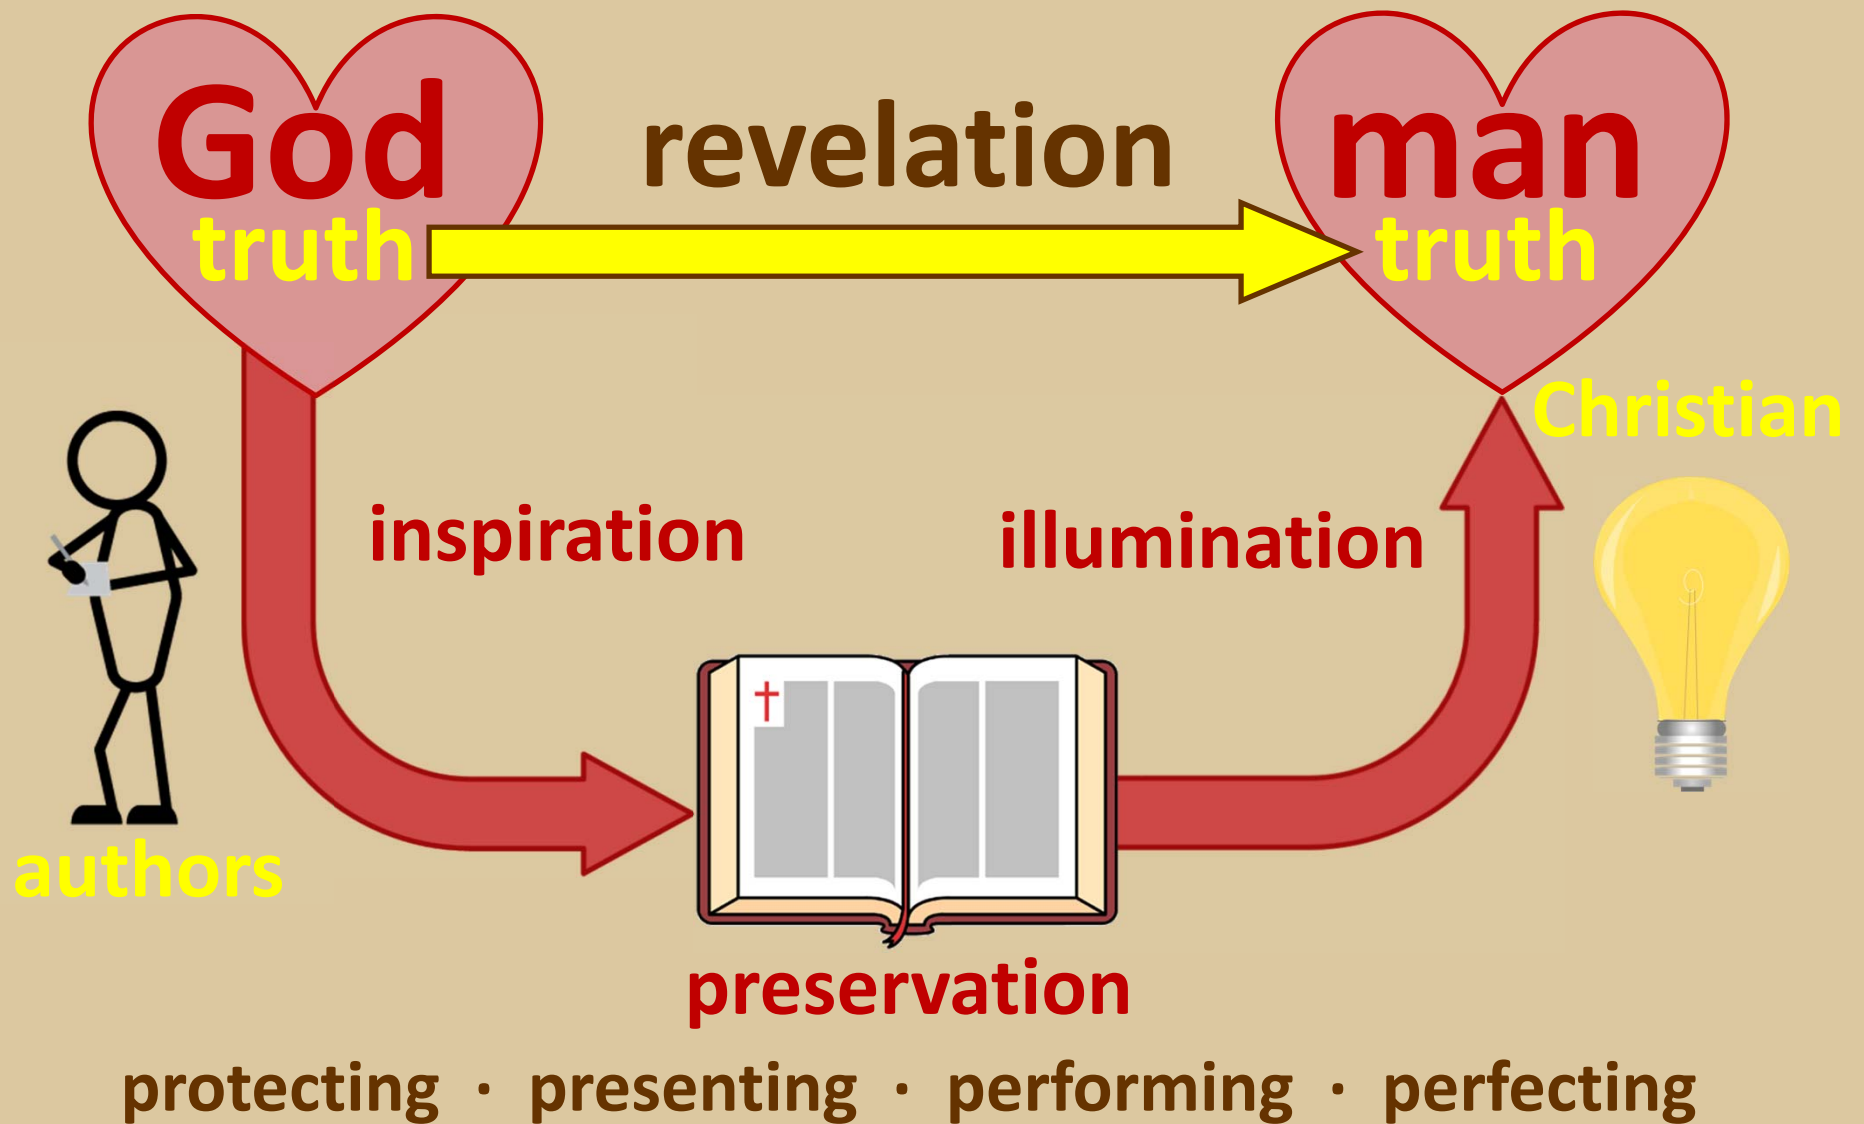 God
revelation
man
truth
truth
Christian
inspiration
illumination
authors
preservation
protecting · presenting · performing · perfecting